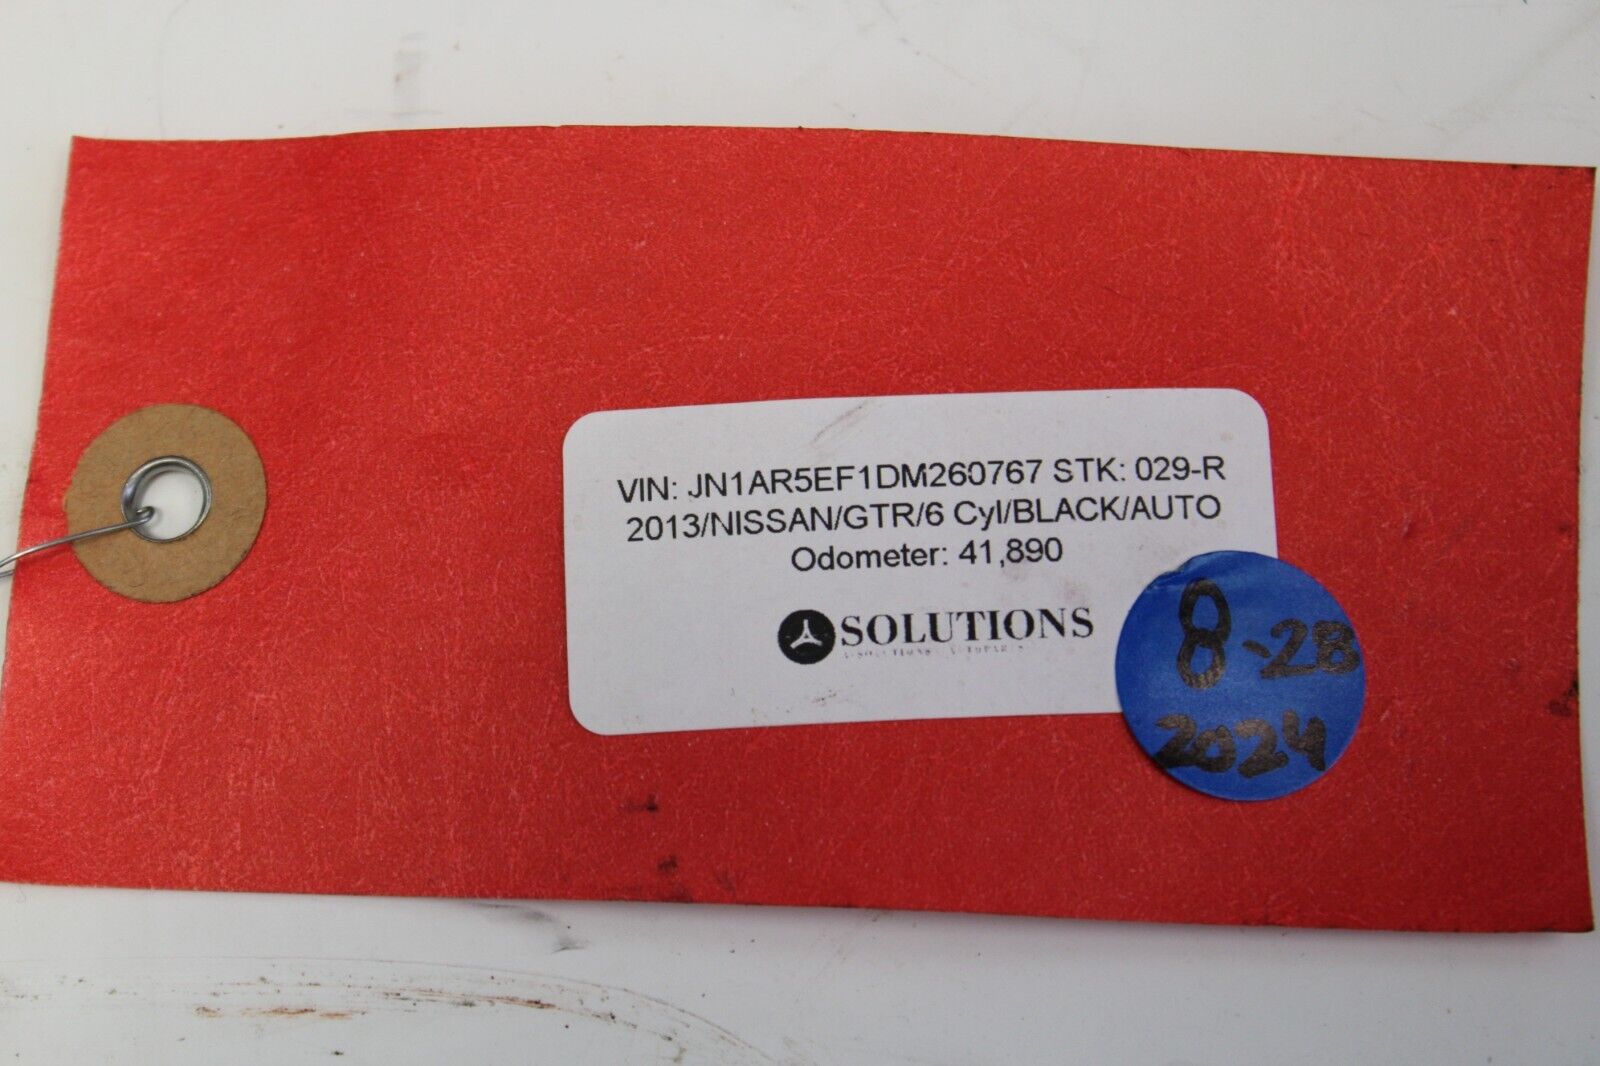 VIN: JN1AR5EF1DM260767 STK: 029-R
2013/NISSAN/GTR/6 Cyl/BLACK/AUTO
Odometer: 41,890
SOLUTIONS
8-28
2024